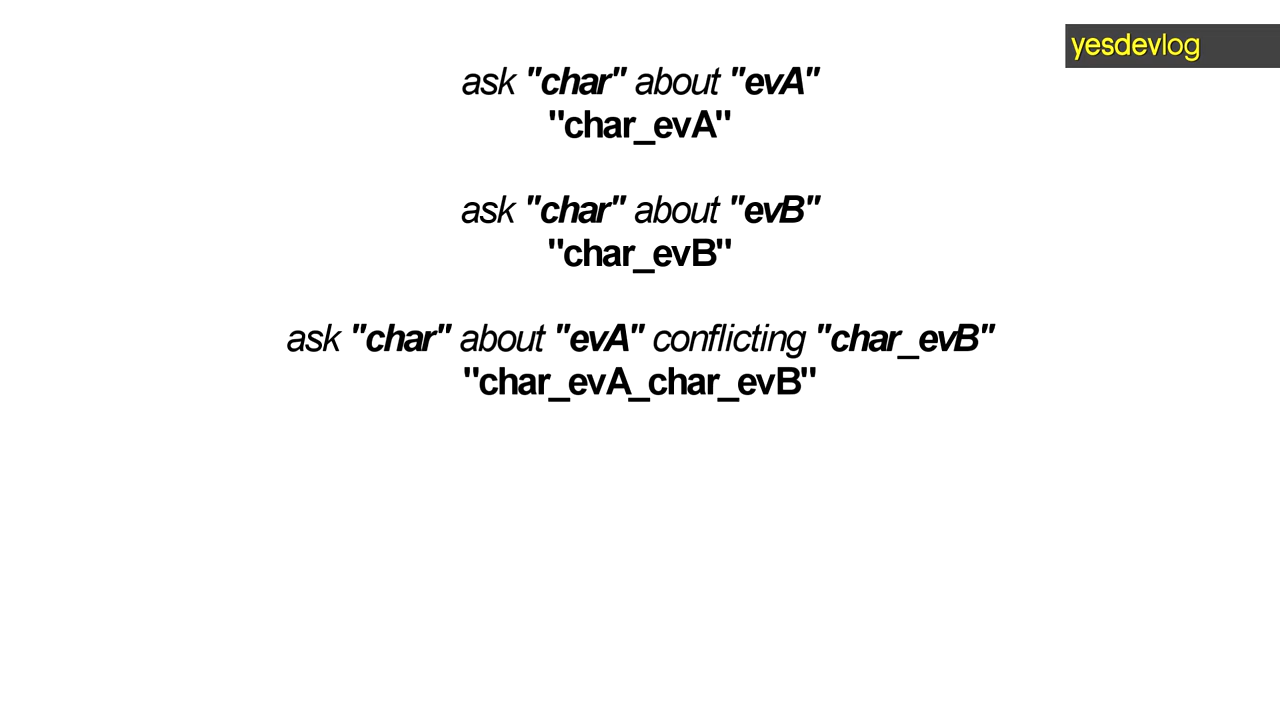 yesdevlog
ask "char" about "evA"
"char_evA"
ask "char" about "evB"
"char_evB"
ask "char" about "evA" conflicting "char_evB"
"char_evA_char_evB"